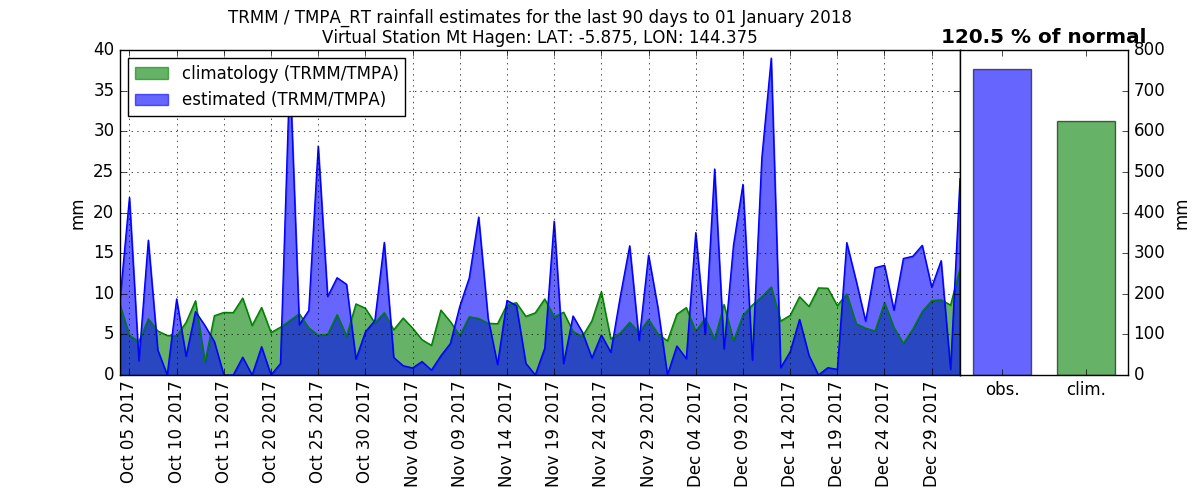 TRMM / TMPA_RT rainfall estimates for the last 90 days to 01 January 2018
Virtual Station Mt Hagen: LAT: -5.875, LON: 144.375
120.5 % of normal
climatology (TRMM/TMPA)
estimated (TRMM/TMPA)
mm
40
35
30
25
20
15
10
5
0
Oct 05 2017
Oct 10 2017
Oct 15 2017
Oct 20 2017
Oct 25 2017
Oct 30 2017
Nov 04 2017
Nov 09 2017
Nov 14 2017
Nov 19 2017
Nov 24 2017
Nov 29 2017
Dec 04 2017
Dec 09 2017
Dec 14 2017
Dec 19 2017
Dec 24 2017
Dec 29 2017
obs.
clim.
800
700
600
500
400
300
200
100
0
mm